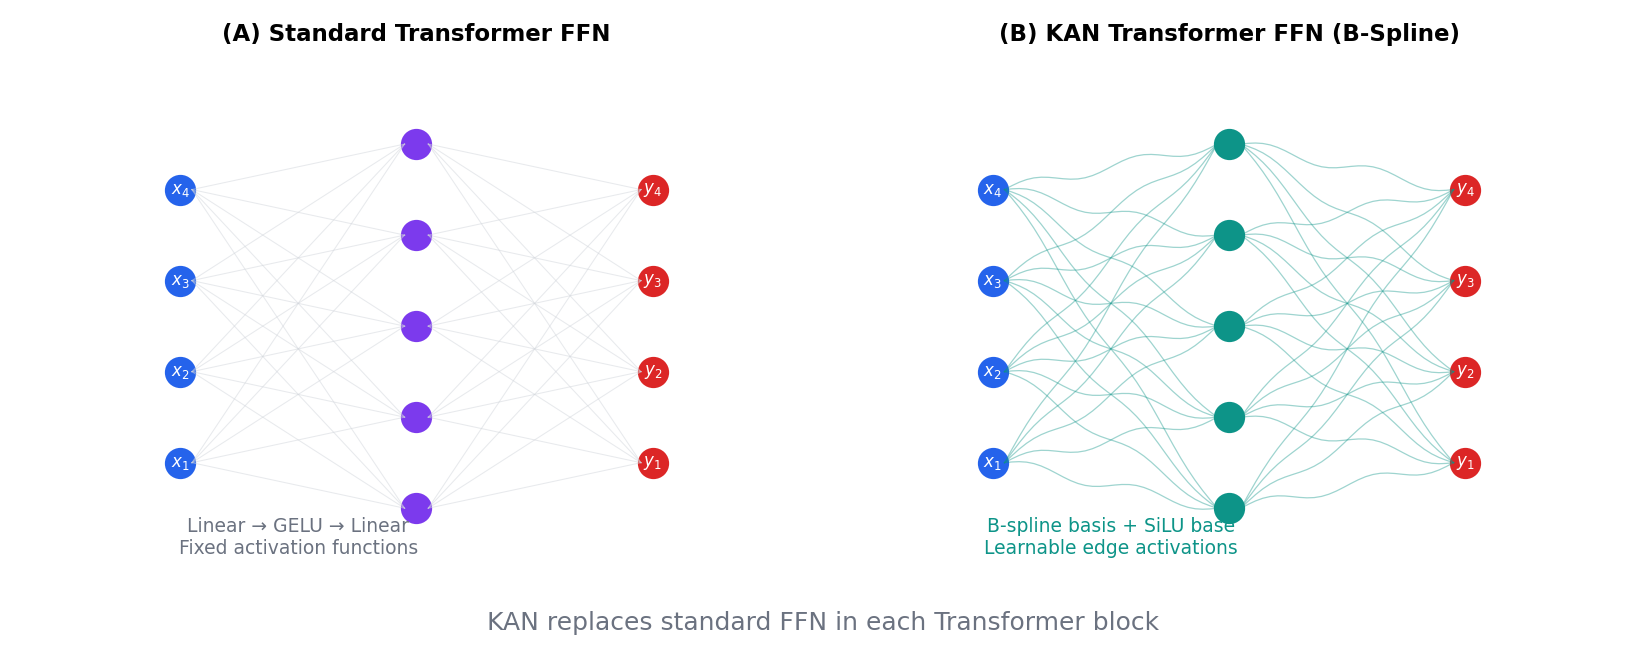 (A) Standard Transformer FFN
x₄
x₃
x₂
x₁
y₄
y₃
y₂
y₁
Linear → GELU → Linear
Fixed activation functions
(B) KAN Transformer FFN (B-Spline)
x₄
x₃
x₂
x₁
y₄
y₃
y₂
y₁
B-spline basis + SiLU base
Learnable edge activations
KAN replaces standard FFN in each Transformer block